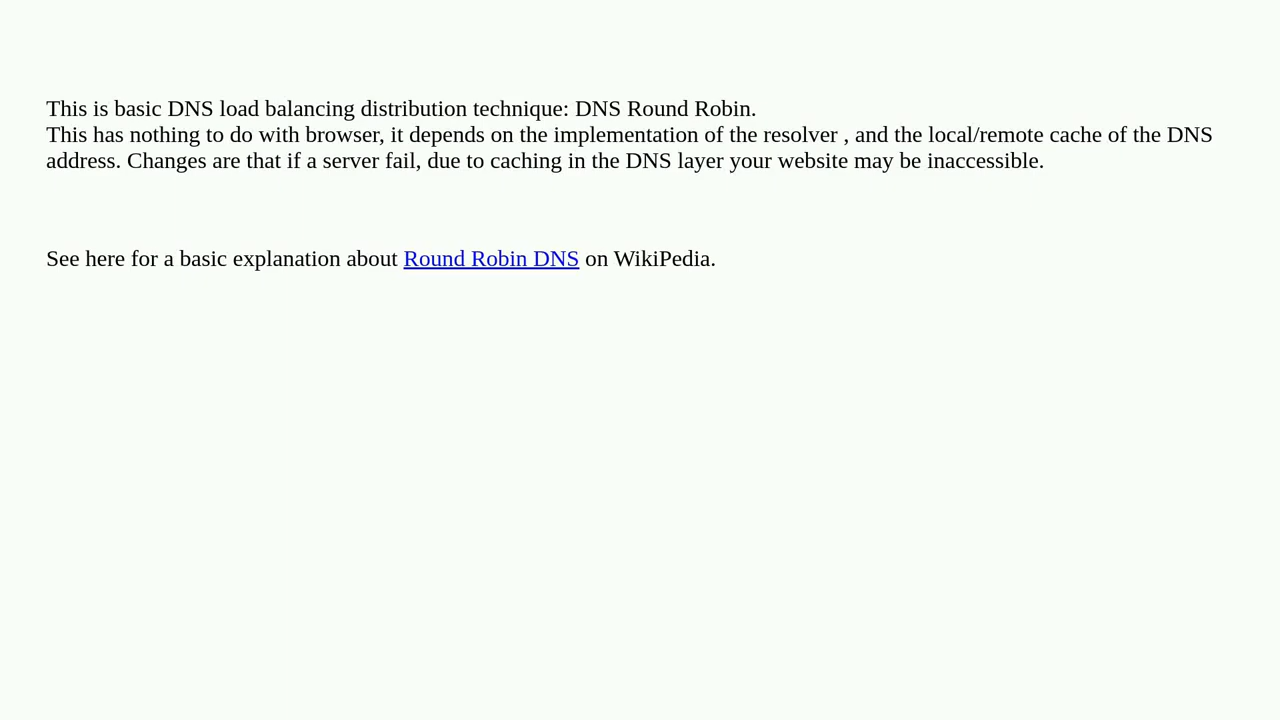 This is basic DNS load balancing distribution technique: DNS Round Robin.
This has nothing to do with browser, it depends on the implementation of the resolver , and the local/remote cache of the DNS
address. Changes are that if a server fail, due to caching in the DNS layer your website may be inaccessible.
See here for a basic explanation about Round Robin DNS on WikiPedia.